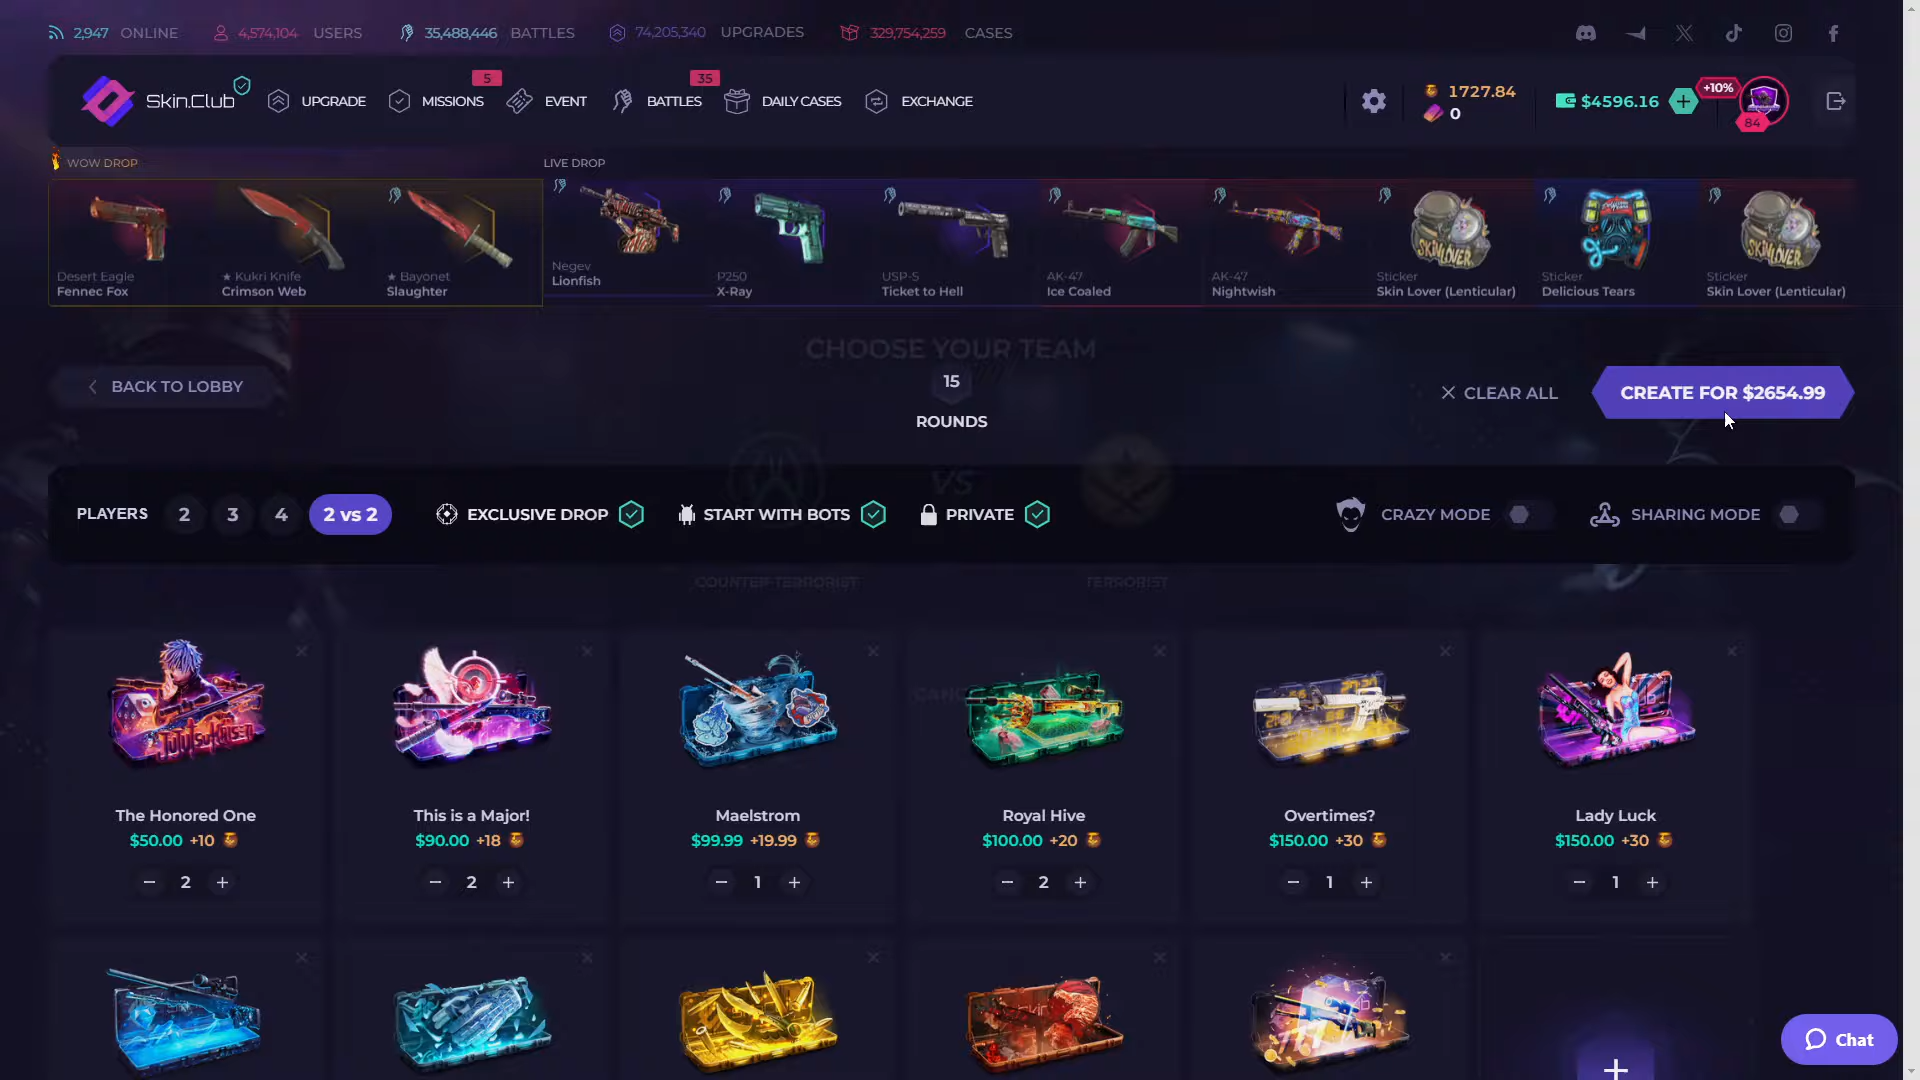 2,947 ONLINE 4,574,104 USERS 35,488,446 BATTLES 74,205,340 UPGRADES 329,754,259 CASES
Skin.Club UPGRADE 5 MISSIONS EVENT 35 BATTLES DAILY CASES EXCHANGE 1727.84 0 $4596.16 +10% 84
WOW DROP LIVE DROP
Desert Eagle
Fennec Fox
★ Kukri Knife
Crimson Web
★ Bayonet
Slaughter
Negev
Lionfish
P250
X-Ray
USP-S
Ticket to Hell
AK-47
Ice Coaled
AK-47
Nightwish
Sticker
Skin Lover (Lenticular)
Sticker
Delicious Tears
Sticker
Skin Lover (Lenticular)
CHOOSE YOUR TEAM
BACK TO LOBBY
15
ROUNDS
CLEAR ALL
CREATE FOR $2654.99
VS
PLAYERS 2 3 4 2 vs 2 EXCLUSIVE DROP START WITH BOTS PRIVATE CRAZY MODE SHARING MODE
COUNTER-TERRORIST TERRORIST
The Honored One
$50.00 +10
2
This is a Major!
$90.00 +18
2
Maelstrom
$99.99 +19.99
1
Royal Hive
$100.00 +20
2
Overtimes?
$150.00 +30
1
Lady Luck
$150.00 +30
1
Chat